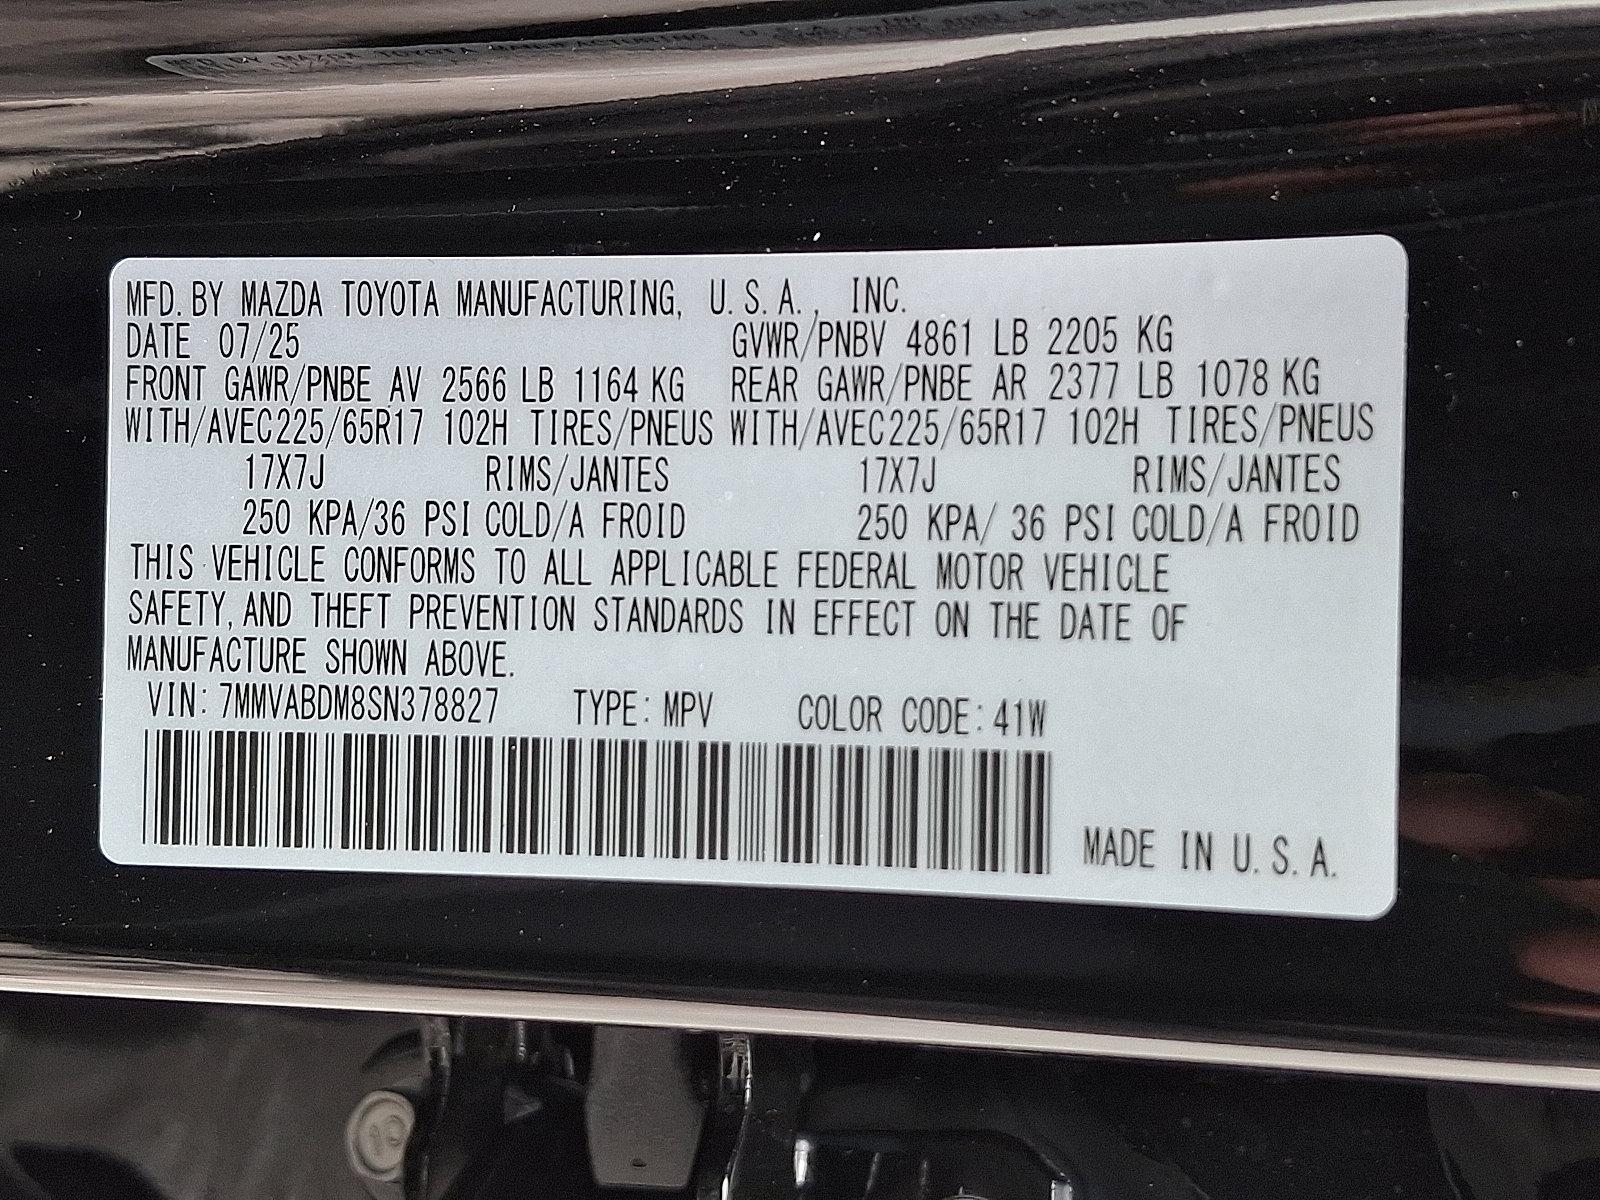 MFD. BY MAZDA TOYOTA MANUFACTURING, U.S.A., INC.
DATE 07/25 GVWR/PNBV 4861 LB 2205 KG
FRONT GAWR/PNBE AV 2566 LB 1164 KG REAR GAWR/PNBE AR 2377 LB 1078 KG
WITH/AVEC225/65R17 102H TIRES/PNEUS WITH/AVEC225/65R17 102H TIRES/PNEUS
17X7J RIMS/JANTES 17X7J RIMS/JANTES
250 KPA/36 PSI COLD/A FROID 250 KPA/ 36 PSI COLD/A FROID
THIS VEHICLE CONFORMS TO ALL APPLICABLE FEDERAL MOTOR VEHICLE
SAFETY, AND THEFT PREVENTION STANDARDS IN EFFECT ON THE DATE OF
MANUFACTURE SHOWN ABOVE.
VIN: 7MMVABDM8SN378827 TYPE: MPV COLOR CODE: 41W
MADE IN U.S.A.